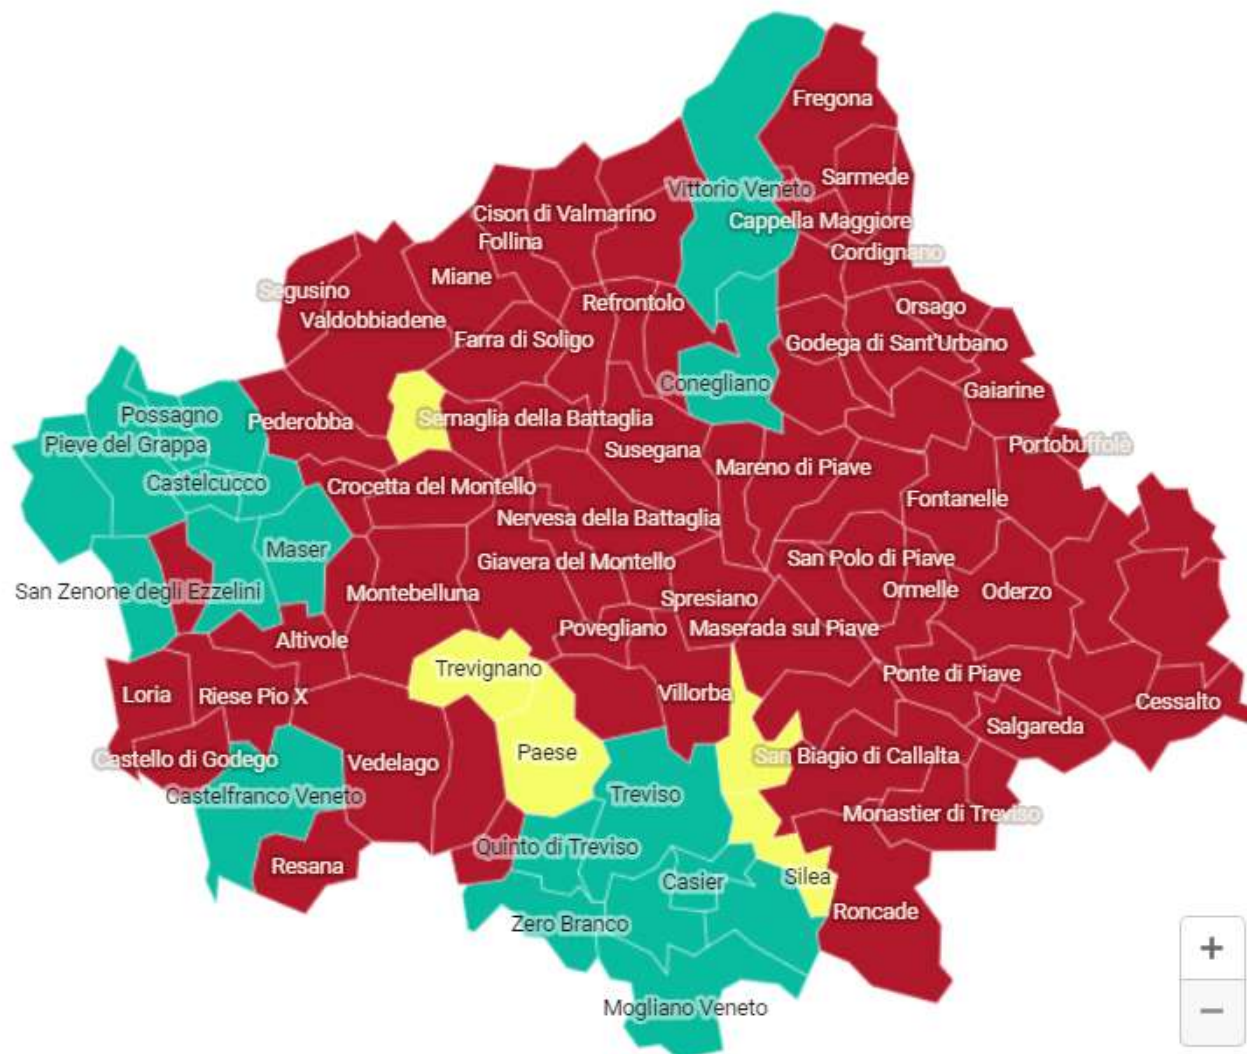 Fregona
Sarmede
Vittorio Veneto
Cappella Maggiore
Cison di Valmarino
Follina
Cordignano
Miane
Segusino
Refrontolo
Orsago
Valdobbiadene
Farra di Soligo
Godega di Sant'Urbano
Conegliano
Gaiarine
Possagno
Pederobba
Sernaglia della Battaglia
Pieve del Grappa
Susegana
Portobuffolè
Mareno di Piave
Castelcucco
Crocetta del Montello
Fontanelle
Nervesa della Battaglia
Maser
Giavera del Montello
San Polo di Piave
San Zenone degli Ezzelini
Montebelluna
Ormelle
Oderzo
Spresiano
Altivole
Povegliano
Maserada sul Piave
Trevignano
Ponte di Piave
Loria
Riese Pio X
Villorba
Cessalto
Salgareda
Castello di Godego
Vedelago
Paese
San Biagio di Callalta
Castelfranco Veneto
Treviso
Monastier di Treviso
Quinto di Treviso
Resana
Casier
Silea
Roncade
Zero Branco
Mogliano Veneto
+
−